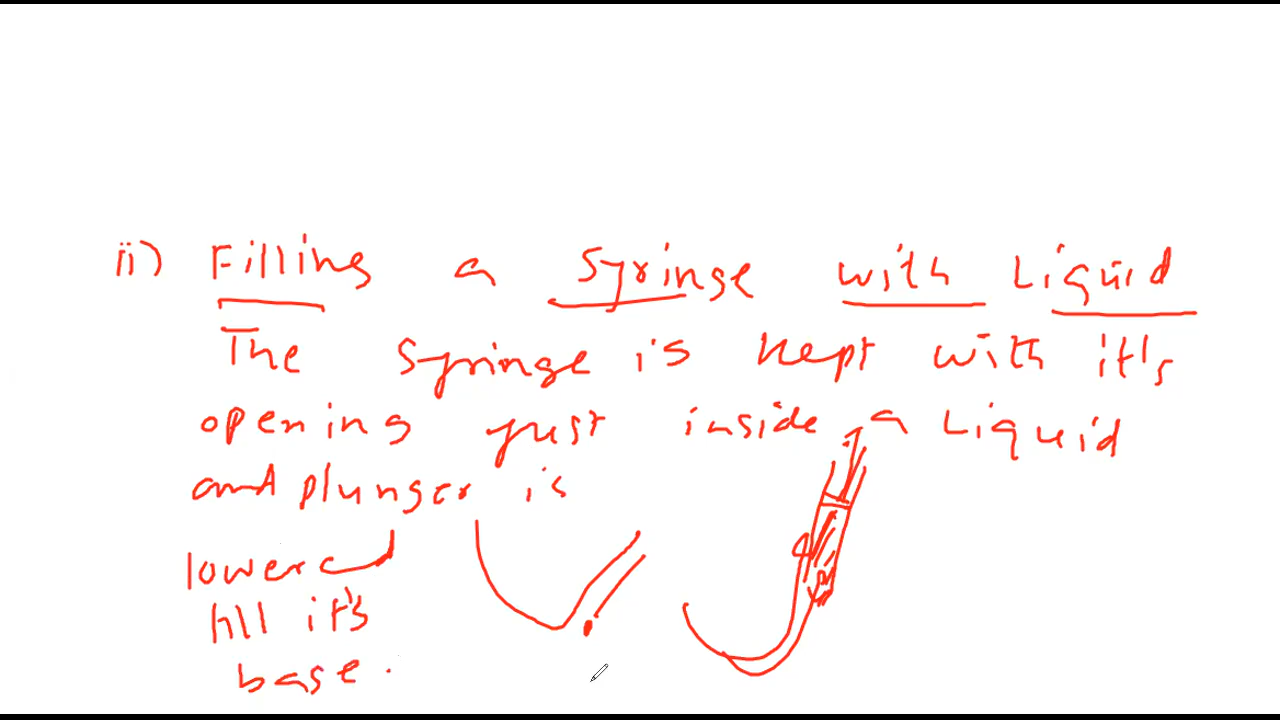 ii) Filling a Syringe with Liquid
The Syringe is kept with it's
opening just inside a Liquid
and plunger is
lowered
till it's
base.